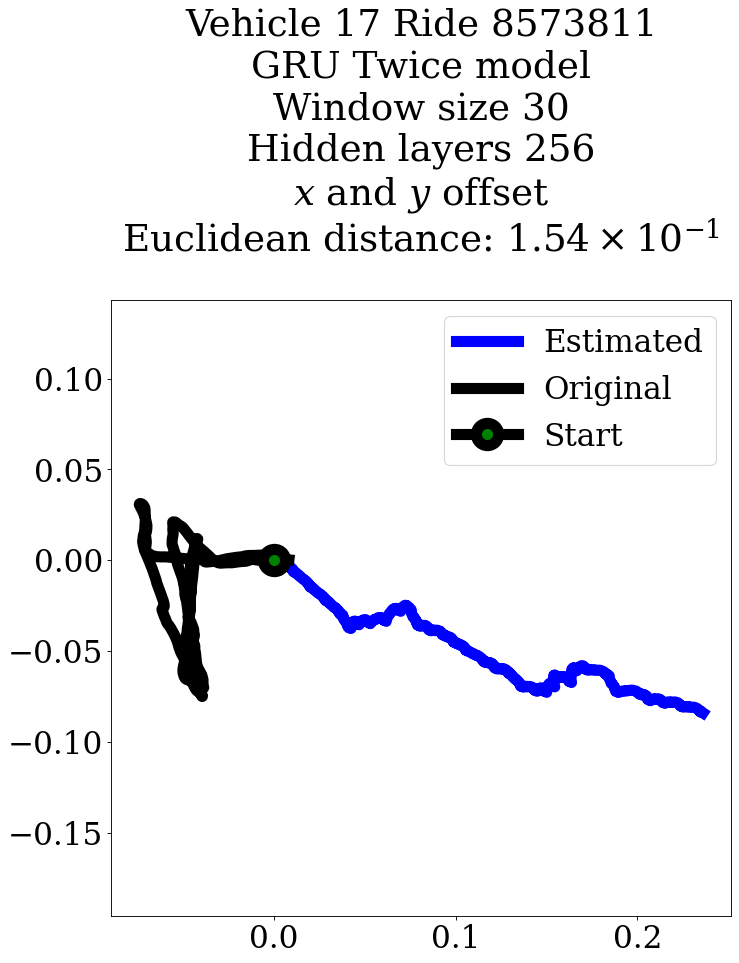 Vehicle 17 Ride 8573811
GRU Twice model
Window size 30
Hidden layers 256
x and y offset
Euclidean distance: 1.54 × 10⁻¹
Estimated
Original
Start
0.10
0.05
0.00
−0.05
−0.10
−0.15
0.0 0.1 0.2